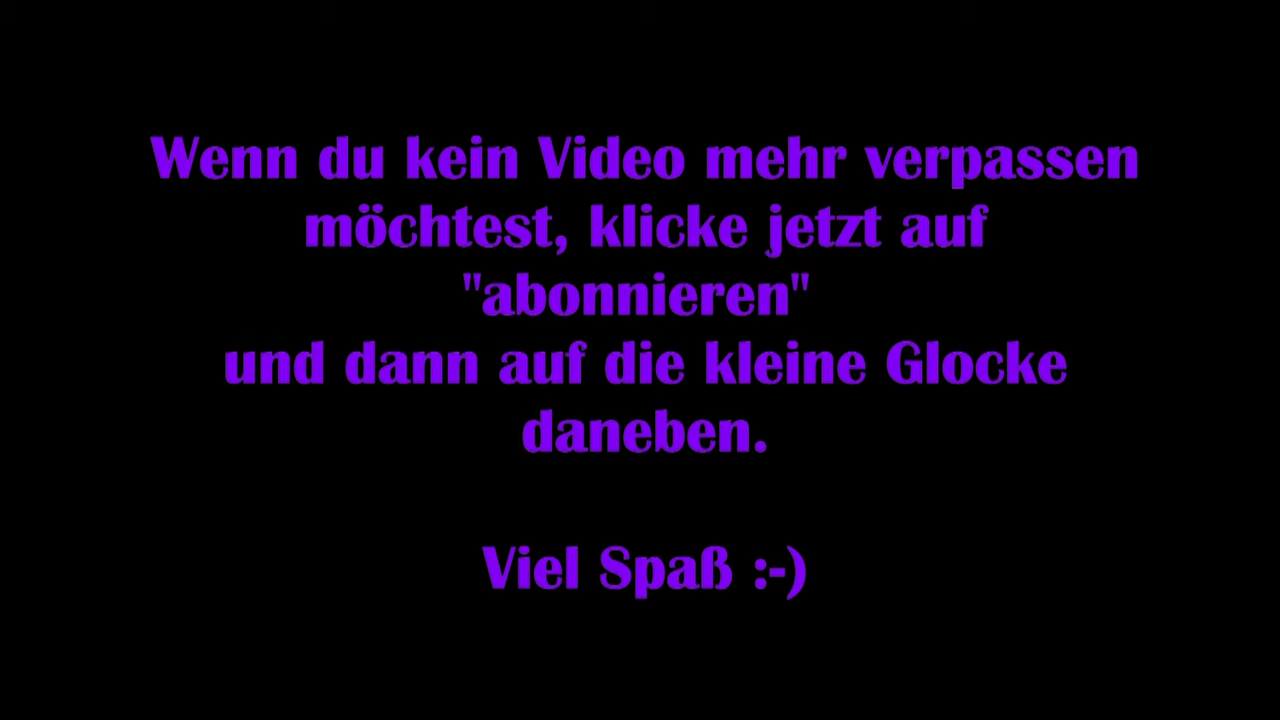 Wenn du kein Video mehr verpassen
möchtest, klicke jetzt auf
"abonnieren"
und dann auf die kleine Glocke
daneben.
Viel Spaß :-)